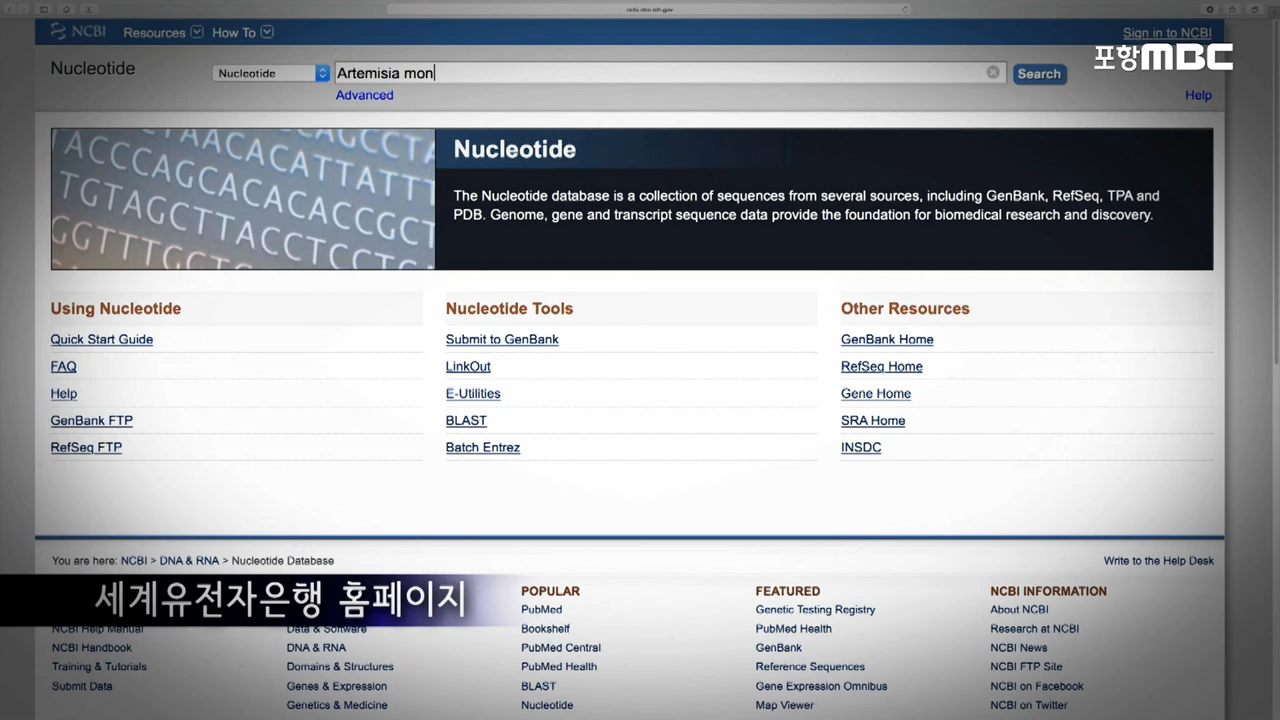 ncbi.nlm.nih.gov
NCBI Resources How To Sign in to NCBI
포항MBC
Nucleotide Nucleotide Artemisia mon Search
Advanced Help
Nucleotide
The Nucleotide database is a collection of sequences from several sources, including GenBank, RefSeq, TPA and
PDB. Genome, gene and transcript sequence data provide the foundation for biomedical research and discovery.
ACCCAGCACATTATTT
TGTAGCTTACCTCCT
Using Nucleotide
Quick Start Guide
FAQ
Help
GenBank FTP
RefSeq FTP
Nucleotide Tools
Submit to GenBank
LinkOut
E-Utilities
BLAST
Batch Entrez
Other Resources
GenBank Home
RefSeq Home
Gene Home
SRA Home
INSDC
You are here: NCBI > DNA & RNA > Nucleotide Database Write to the Help Desk
세계유전자은행 홈페이지
NCBI Help Manual
NCBI Handbook
Training & Tutorials
Submit Data
Data & Software
DNA & RNA
Domains & Structures
Genes & Expression
Genetics & Medicine
POPULAR
PubMed
Bookshelf
PubMed Central
PubMed Health
BLAST
Nucleotide
FEATURED
Genetic Testing Registry
PubMed Health
GenBank
Reference Sequences
Gene Expression Omnibus
Map Viewer
NCBI INFORMATION
About NCBI
Research at NCBI
NCBI News
NCBI FTP Site
NCBI on Facebook
NCBI on Twitter